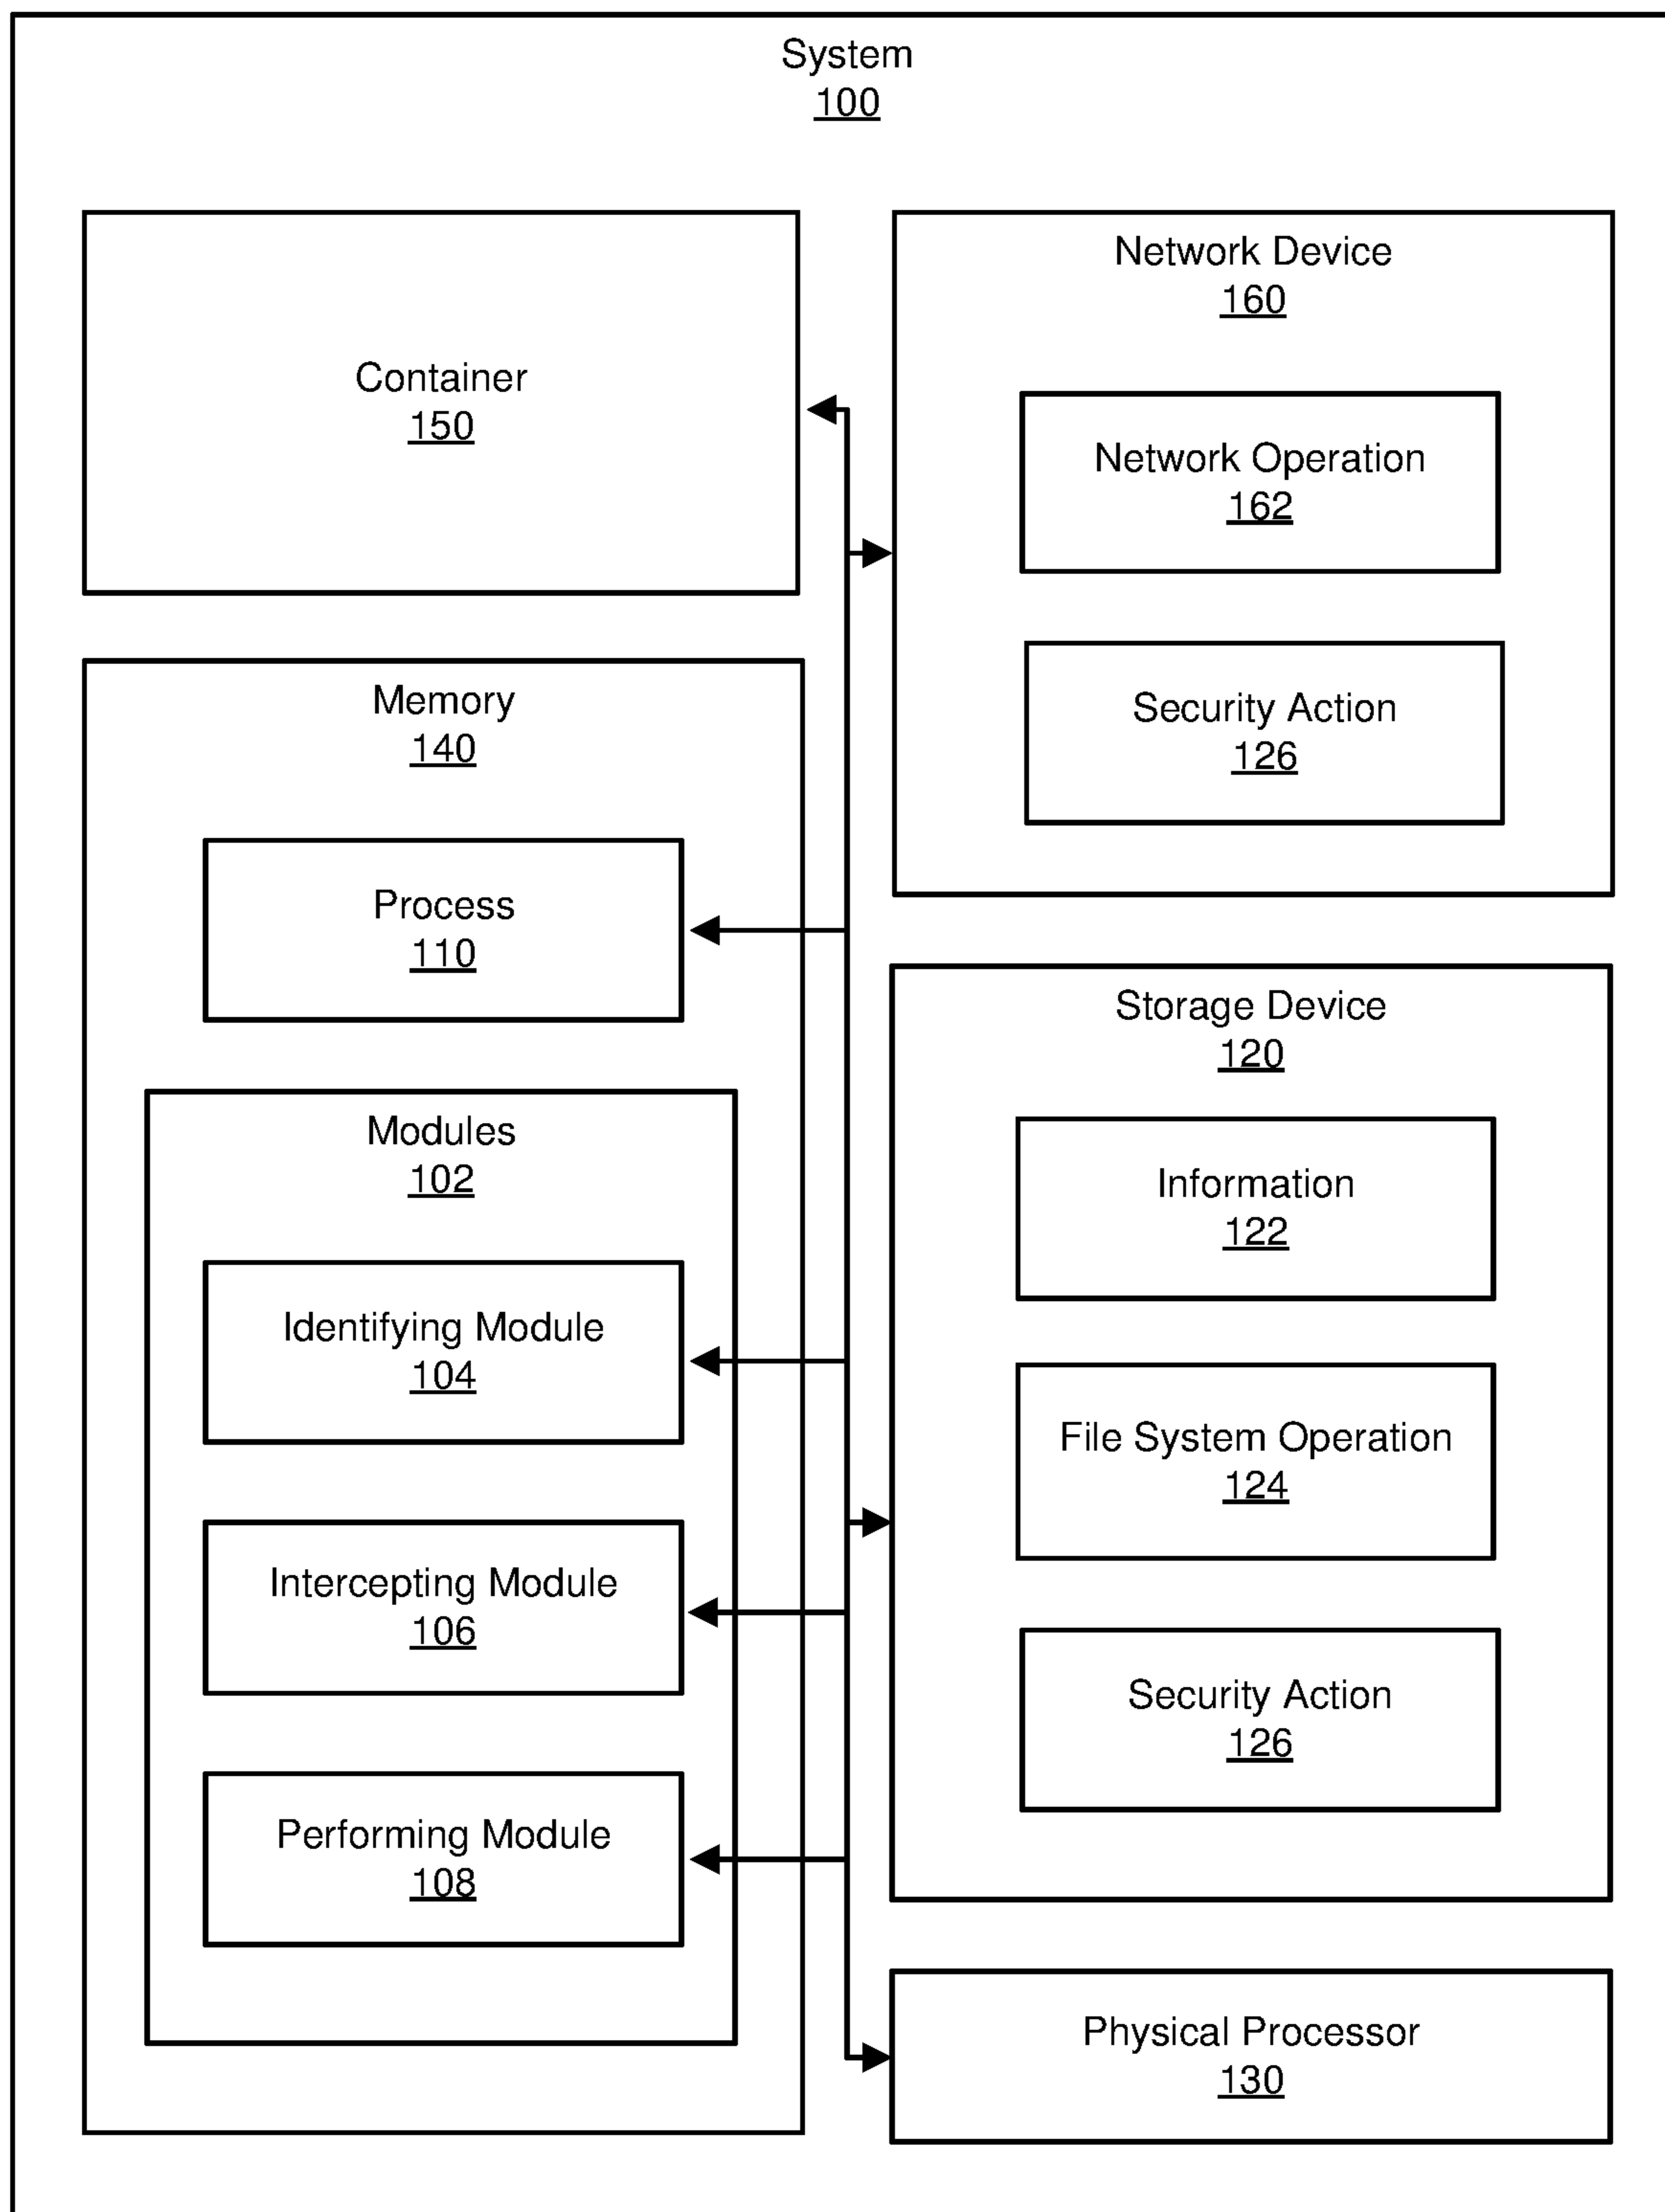 System
100
Container
150
Memory
140
Process
110
Modules
102
Identifying Module
104
Intercepting Module
106
Performing Module
108
Network Device
160
Network Operation
162
Security Action
126
Storage Device
120
Information
122
File System Operation
124
Security Action
126
Physical Processor
130